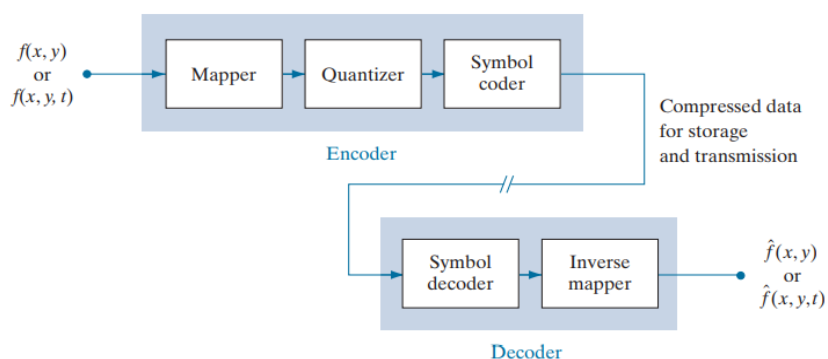 f(x, y)
or
f(x, y, t)
Mapper
Quantizer
Symbol
coder
Encoder
Compressed data
for storage
and transmission
Symbol
decoder
Inverse
mapper
Decoder
f̂(x, y)
or
f̂(x, y,t)